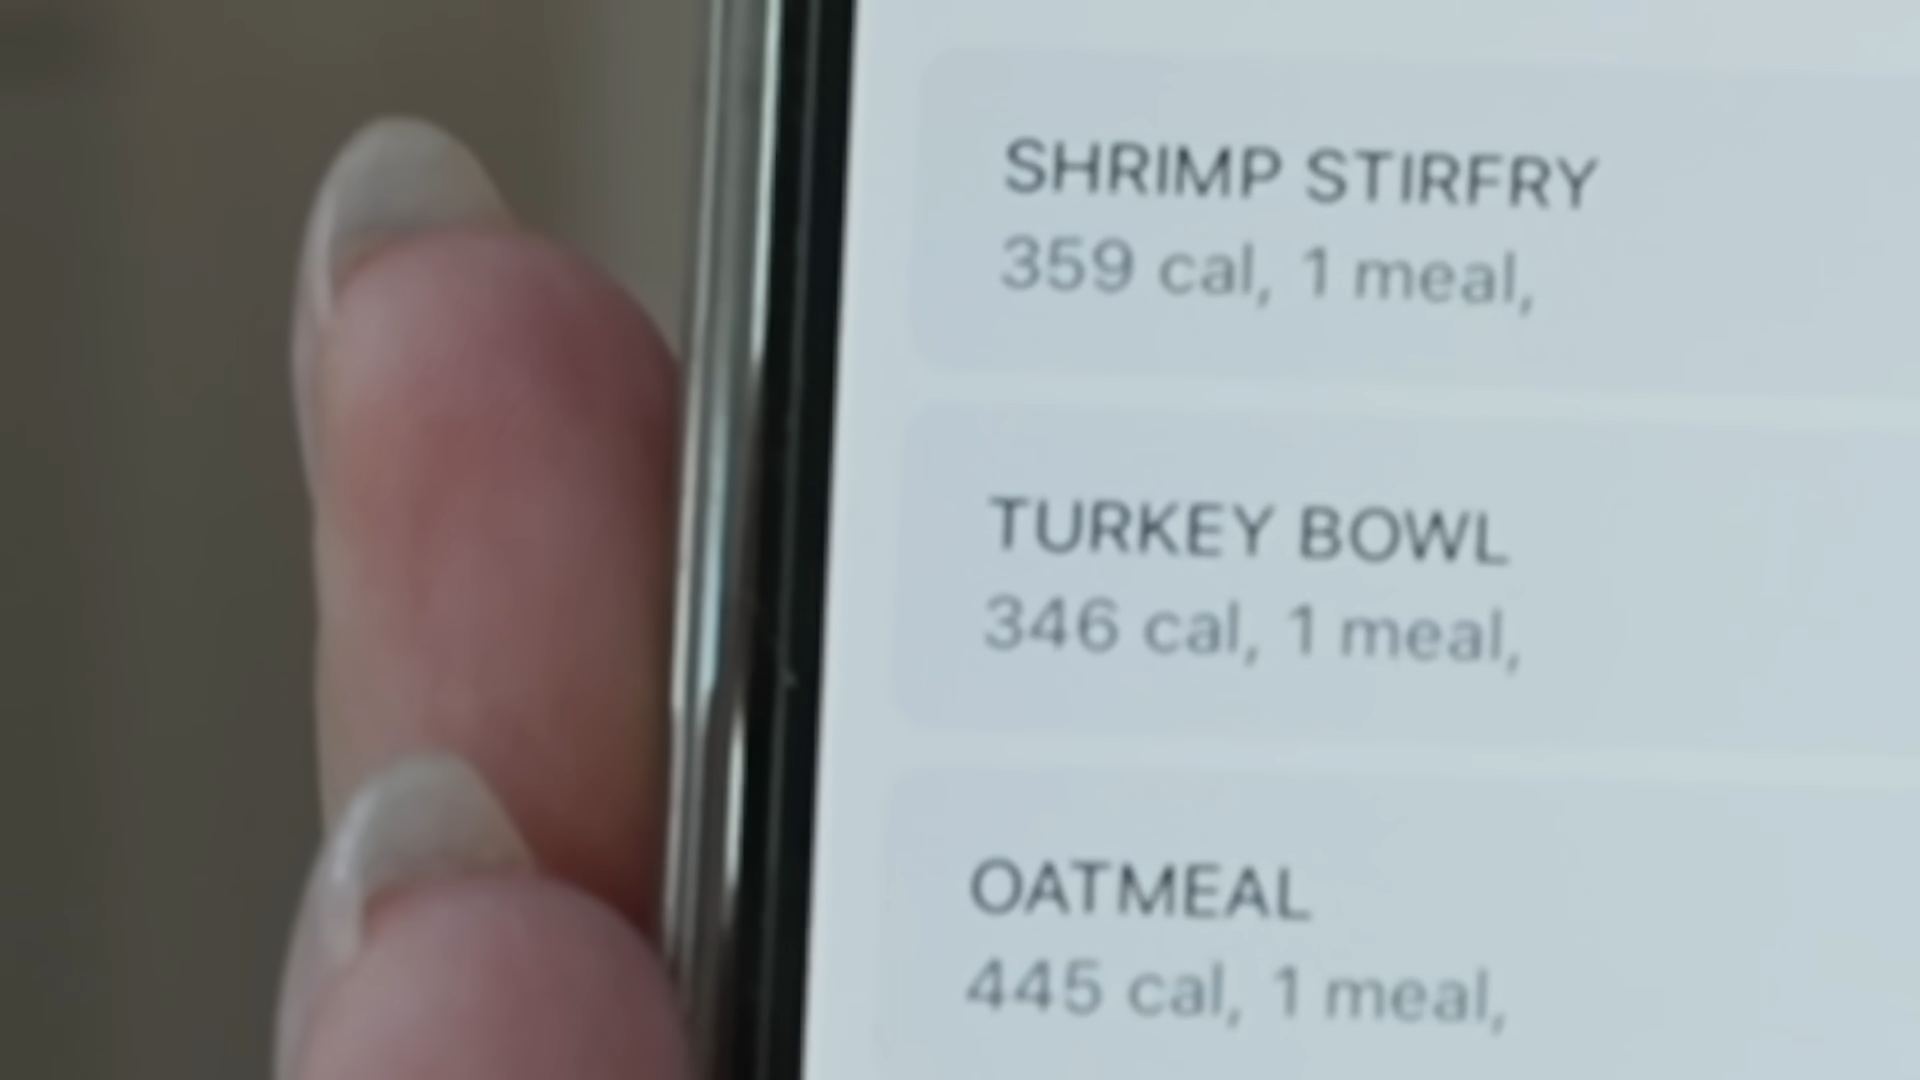 SHRIMP STIRFRY
359 cal, 1 meal,
TURKEY BOWL
346 cal, 1 meal,
OATMEAL
445 cal, 1 meal,